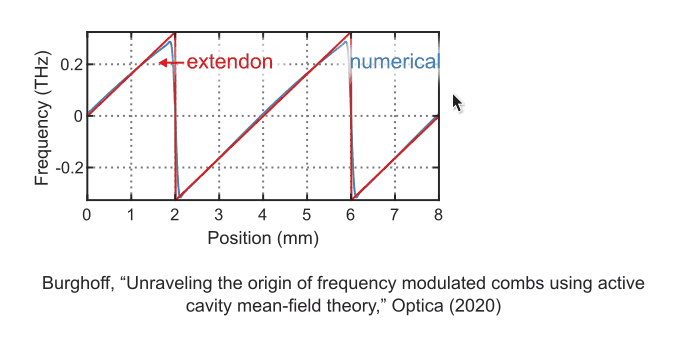 extendon
numerical
0.2
0
-0.2
Frequency (THz)
0 1 2 3 4 5 6 7 8
Position (mm)
Burghoff, “Unraveling the origin of frequency modulated combs using active
cavity mean-field theory,” Optica (2020)